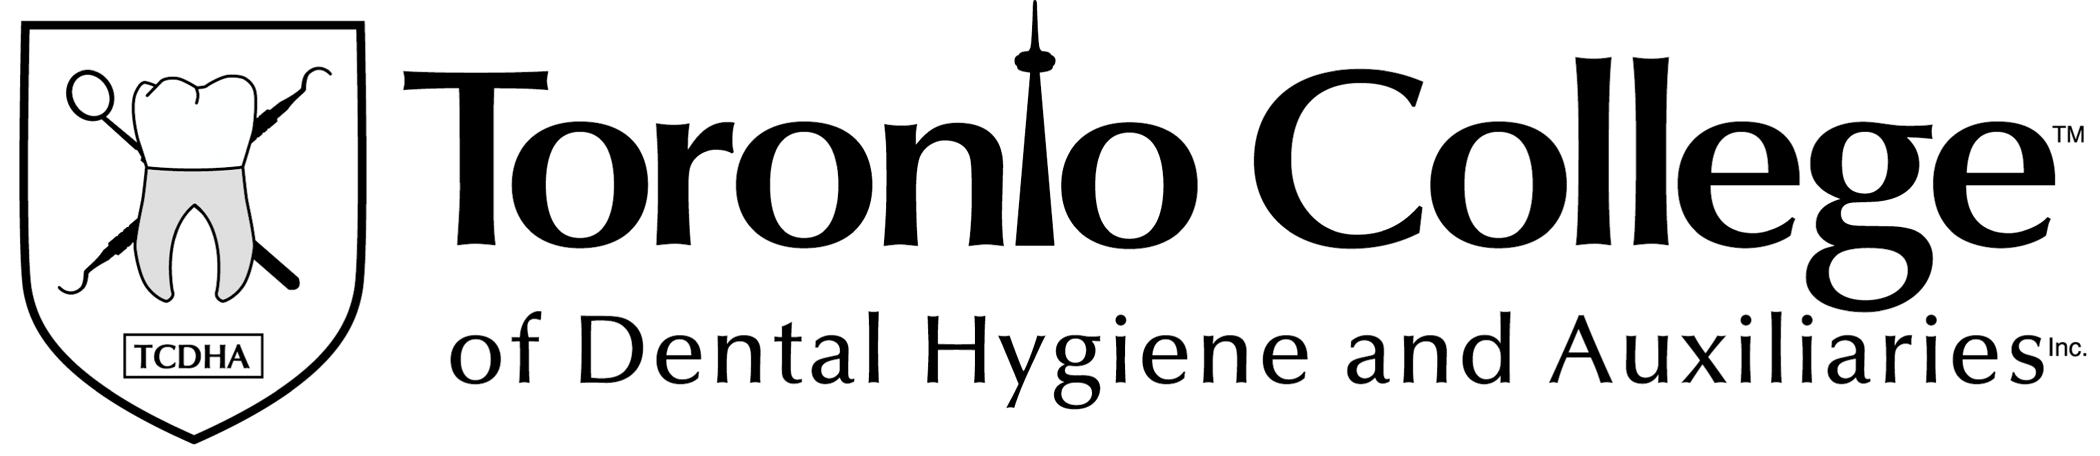 TCDHA
Toronto College™
of Dental Hygiene and Auxiliaries Inc.